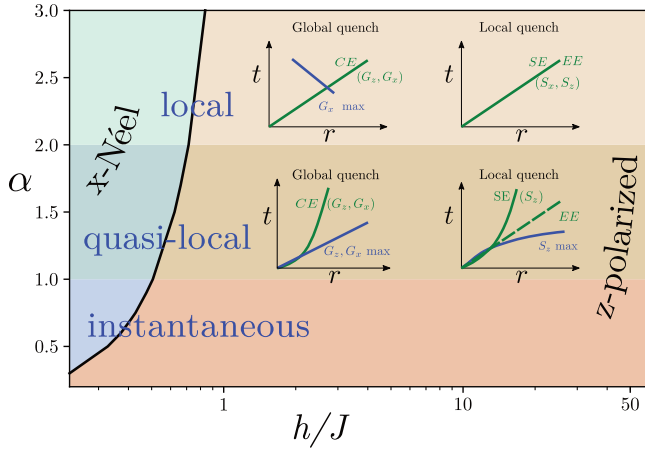 3.0
2.5
2.0
1.5
1.0
0.5
α
1
10
50
h/J
x-Néel
z-polarized
local
quasi-local
instantaneous
Global quench
t
CE
(G_z, G_x)
G_x max
r
Local quench
t
SE EE
(S_x, S_z)
r
Global quench
t
CE (G_z, G_x)
G_z, G_x max
r
Local quench
t
SE (S_z)
EE
S_z max
r